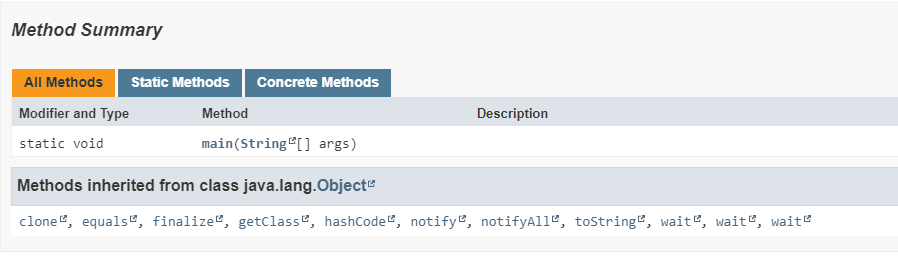 Method Summary
All Methods Static Methods Concrete Methods
Modifier and Type Method Description
static void main(String[] args)
Methods inherited from class java.lang.Object
clone, equals, finalize, getClass, hashCode, notify, notifyAll, toString, wait, wait, wait